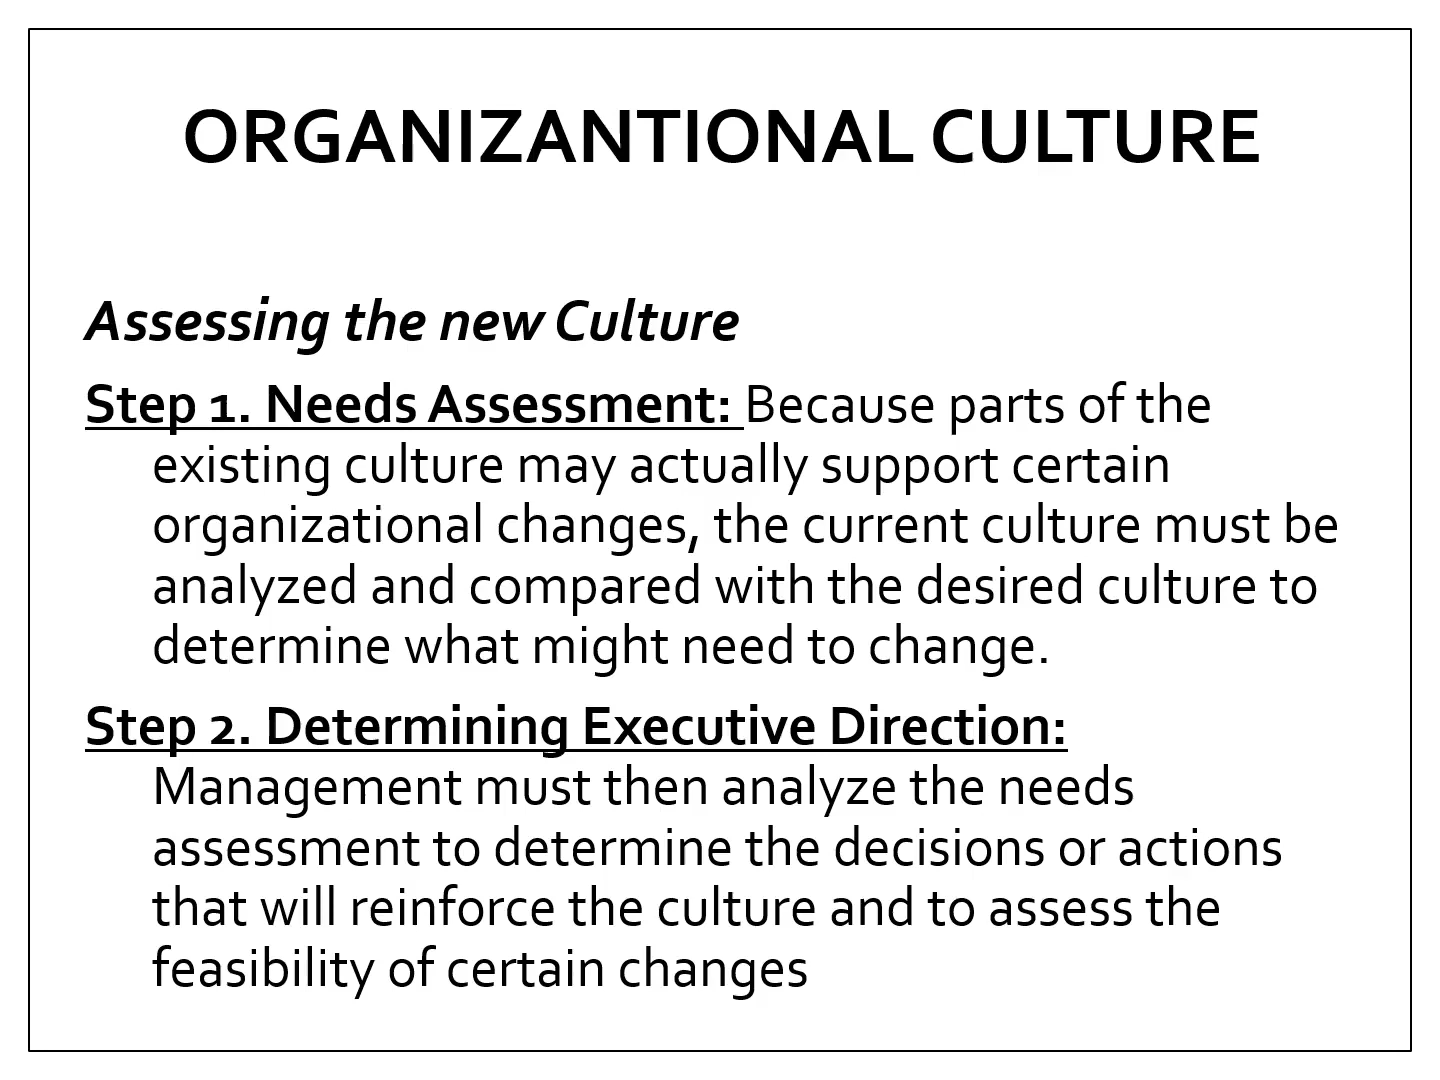 ORGANIZANTIONAL CULTURE
Assessing the new Culture
Step 1. Needs Assessment: Because parts of the
existing culture may actually support certain
organizational changes, the current culture must be
analyzed and compared with the desired culture to
determine what might need to change.
Step 2. Determining Executive Direction:
Management must then analyze the needs
assessment to determine the decisions or actions
that will reinforce the culture and to assess the
feasibility of certain changes